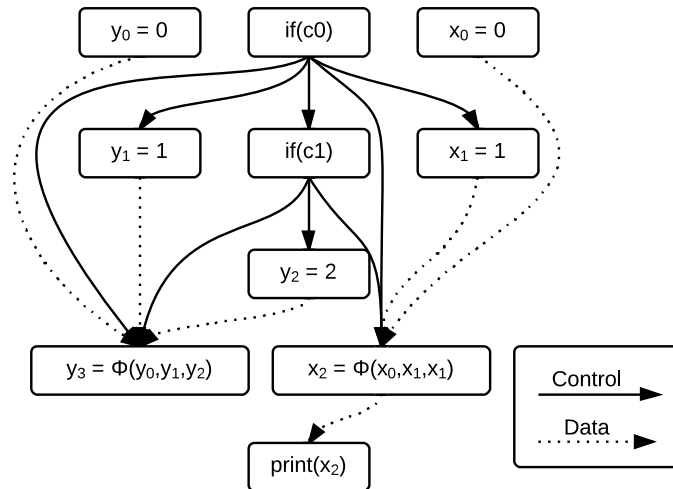 y₀ = 0
if(c0)
x₀ = 0
y₁ = 1
if(c1)
x₁ = 1
y₂ = 2
y₃ = Φ(y₀,y₁,y₂)
x₂ = Φ(x₀,x₁,x₁)
Control
Data
print(x₂)